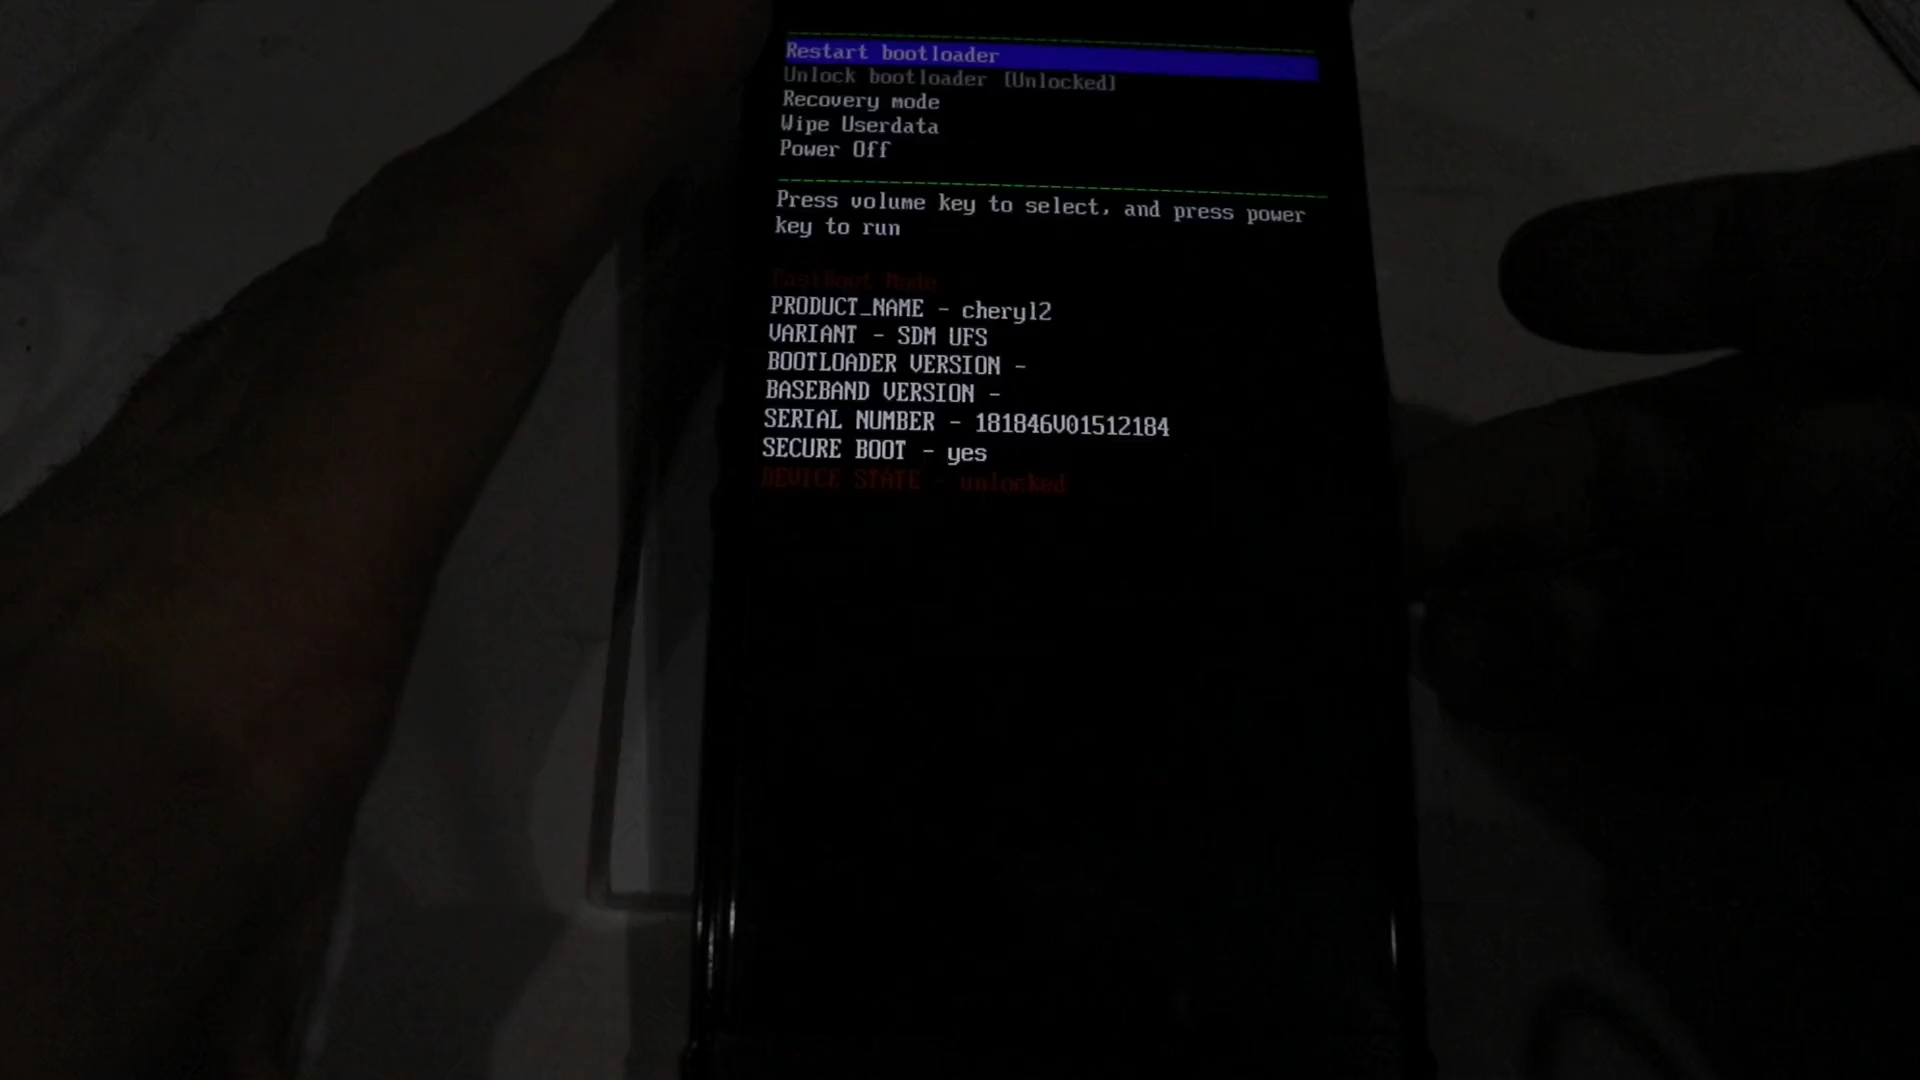 Restart bootloader
Unlock bootloader [Unlocked]
Recovery mode
Wipe Userdata
Power Off
Press volume key to select, and press power
key to run
FastBoot Mode
PRODUCT_NAME - cheryl2
VARIANT - SDM UFS
BOOTLOADER VERSION -
BASEBAND VERSION -
SERIAL NUMBER - 181846V01512184
SECURE BOOT - yes
DEVICE STATE - unlocked